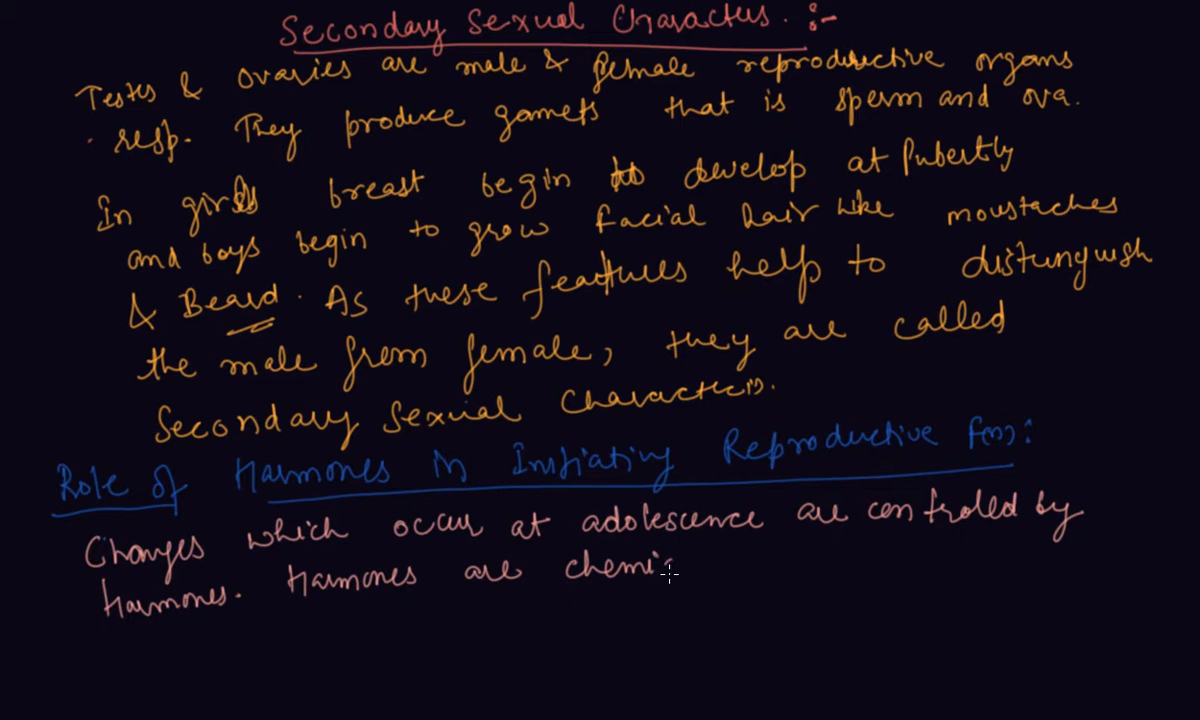 Secondary Sexual Characters. :-
Testes & ovaries are male & female reproductive organs
resp. They produce gamets that is sperm and ova.
In girls breast begin to develop at Pubertly
and boys begin to grow facial hair like moustaches
& Beard. As these features help to distinguish
the male from female, they are called
Secondary Sexual Characters.
Role of Harmones in Initiating Reproductive f(n):
Changes which occur at adolescence are controled by
Harmones. Harmones are chemi